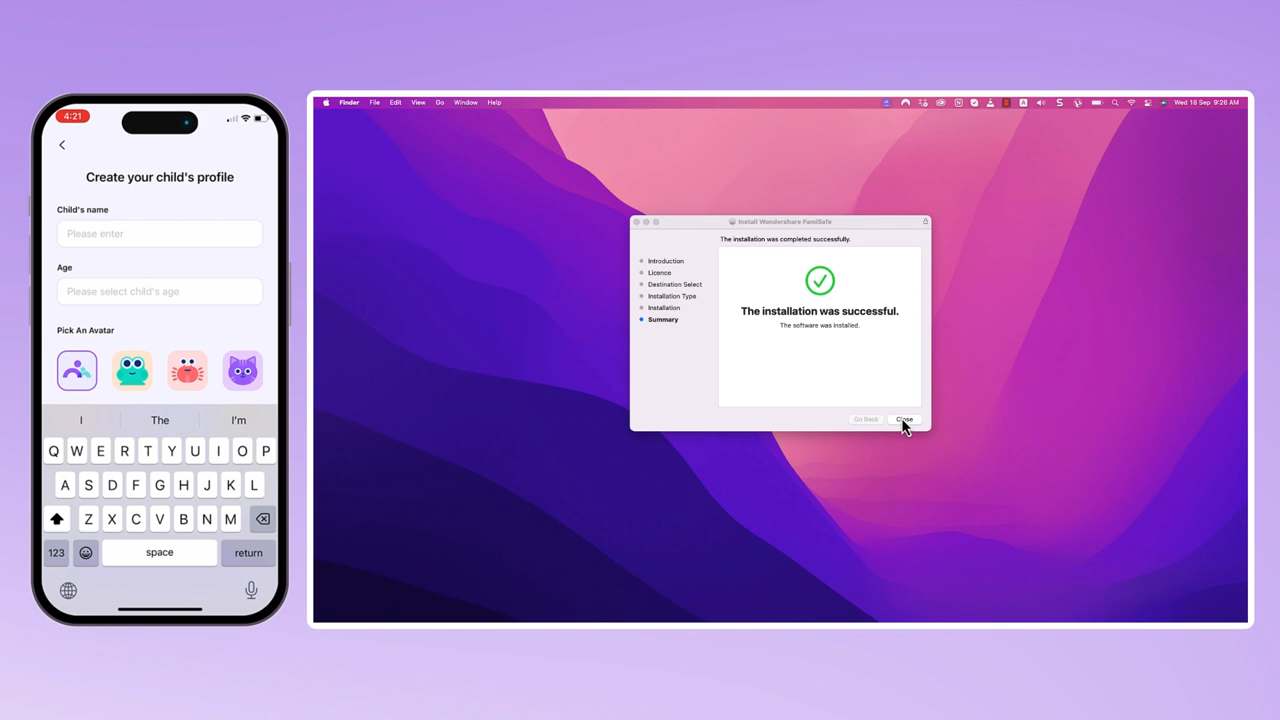 4:21
Create your child's profile
Child's name
Please enter
Age
Please select child's age
Pick An Avatar
I The I'm
Q W E R T Y U I O P
A S D F G H J K L
Z X C V B N M
123 space return
Finder File Edit View Go Window Help
A S Wed 18 Sep 9:26 AM
Install Wondershare FamiSafe
The installation was completed successfully.
Introduction
Licence
Destination Select
Installation Type
Installation
Summary
The installation was successful.
The software was installed.
Go Back Close